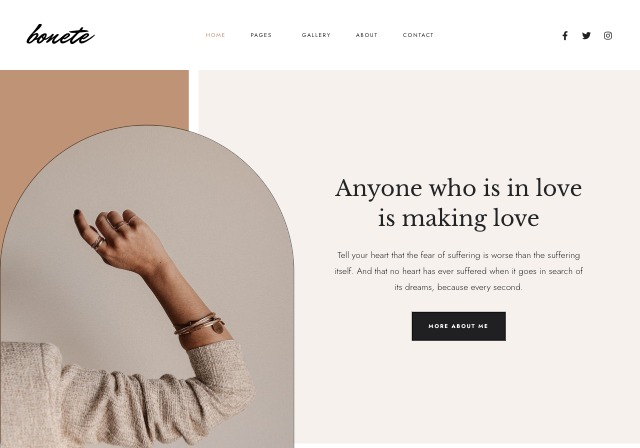 bonete
HOME PAGES GALLERY ABOUT CONTACT
Anyone who is in love
is making love
Tell your heart that the fear of suffering is worse than the suffering
itself. And that no heart has ever suffered when it goes in search of
its dreams, because every second.
MORE ABOUT ME